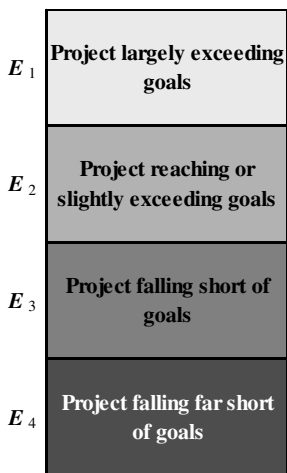 E 1
Project largely exceeding
goals
E 2
Project reaching or
slightly exceeding goals
E 3
Project falling short of
goals
E 4
Project falling far short
of goals